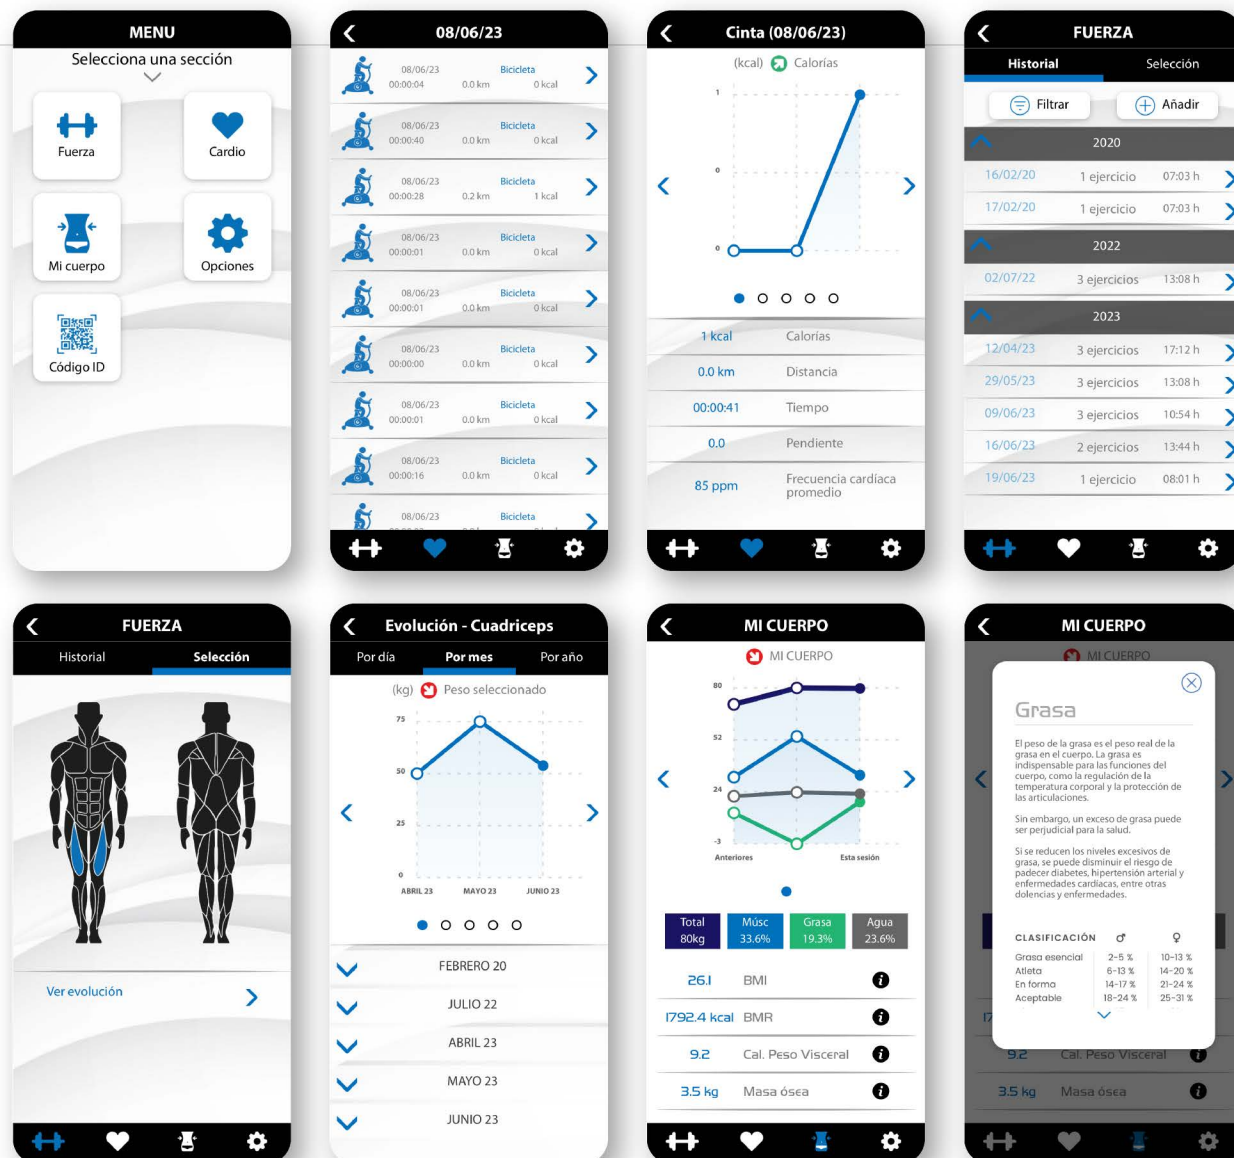 MENU
Selecciona una sección
Fuerza
Cardio
Mi cuerpo
Opciones
Código ID
08/06/23
08/06/23 Bicicleta
00:00:04 0.0 km 0 kcal
08/06/23 Bicicleta
00:00:40 0.0 km 0 kcal
08/06/23 Bicicleta
00:00:28 0.2 km 1 kcal
08/06/23 Bicicleta
00:00:01 0.0 km 0 kcal
08/06/23 Bicicleta
00:00:01 0.0 km 0 kcal
08/06/23 Bicicleta
00:00:00 0.0 km 0 kcal
08/06/23 Bicicleta
00:00:01 0.0 km 0 kcal
08/06/23 Bicicleta
00:00:16 0.0 km 0 kcal
08/06/23 Bicicleta
Cinta (08/06/23)
(kcal) Calorías
1
0
0
1 kcal Calorías
0.0 km Distancia
00:00:41 Tiempo
0.0 Pendiente
85 ppm Frecuencia cardíaca
promedio
FUERZA
Historial Selección
Filtrar Añadir
2020
16/02/20 1 ejercicio 07:03 h
17/02/20 1 ejercicio 07:03 h
2022
02/07/22 3 ejercicios 13:08 h
2023
12/04/23 3 ejercicios 17:12 h
29/05/23 3 ejercicios 13:08 h
09/06/23 3 ejercicios 10:54 h
16/06/23 2 ejercicios 13:44 h
19/06/23 1 ejercicio 08:01 h
FUERZA
Historial Selección
Ver evolución
Evolución - Cuadriceps
Por día Por mes Por año
(kg) Peso seleccionado
75
50
25
0
ABRIL 23 MAYO 23 JUNIO 23
FEBRERO 20
JULIO 22
ABRIL 23
MAYO 23
JUNIO 23
MI CUERPO
MI CUERPO
80
52
24
-3
Anteriores Esta sesión
Total Músc Grasa Agua
80kg 33.6% 19.3% 23.6%
26.1 BMI
1792.4 kcal BMR
9.2 Cal. Peso Visceral
3.5 kg Masa ósea
MI CUERPO
MI CUERPO
Grasa
El peso de la grasa es el peso real de la
grasa en el cuerpo. La grasa es
indispensable para las funciones del
cuerpo, como la regulación de la
temperatura corporal y la protección de
las articulaciones.
Sin embargo, un exceso de grasa puede
ser perjudicial para la salud.
Si se reducen los niveles excesivos de
grasa, se puede disminuir el riesgo de
padecer diabetes, hipertensión arterial y
enfermedades cardíacas, entre otras
dolencias y enfermedades.
CLASIFICACIÓN ♂ ♀
Grasa esencial 2-5 % 10-13 %
Atleta 6-13 % 14-20 %
En forma 14-17 % 21-24 %
Aceptable 18-24 % 25-31 %
17
9.2 Cal. Peso Visceral
3.5 kg Masa ósea